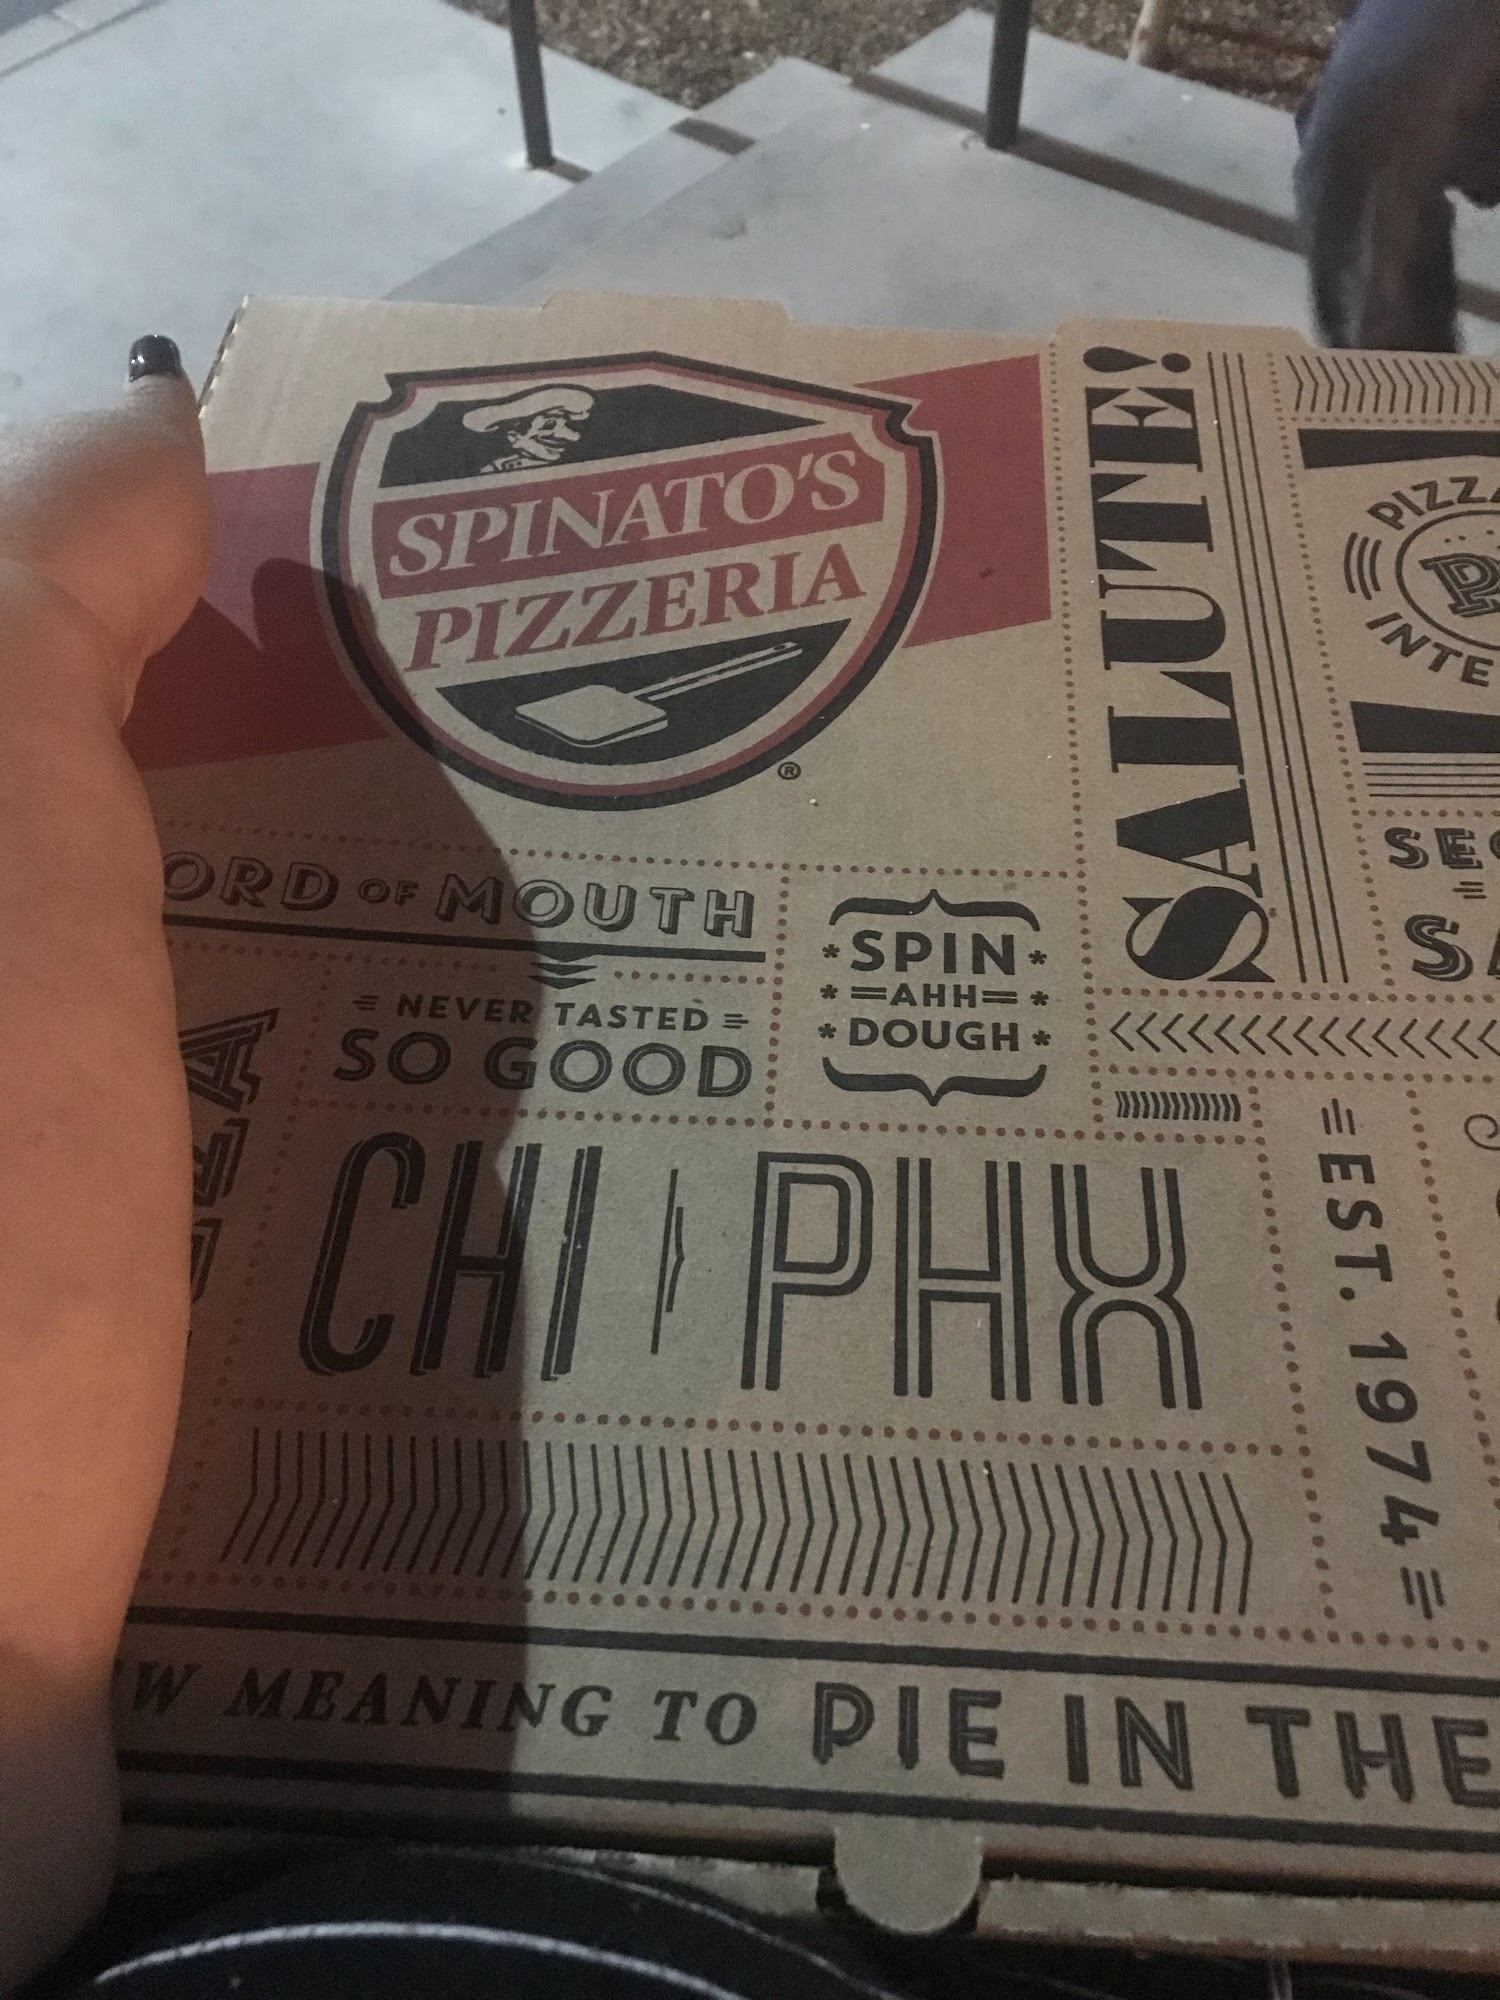 SPINATO'S
PIZZERIA
®
SALUTE!
OF MOUTH
NEVER TASTED
SO GOOD
SPIN
AHH
DOUGH
CHI PHX
EST. 1974
MEANING TO PIE IN THE